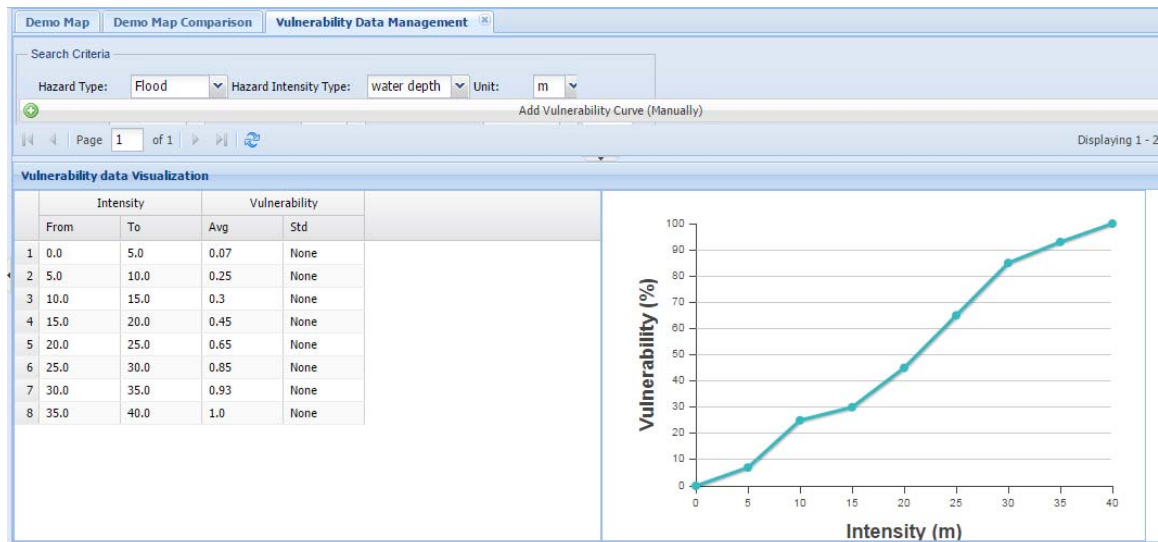 Demo Map Demo Map Comparison Vulnerability Data Management
Search Criteria
Hazard Type: Flood Hazard Intensity Type: water depth Unit: m
Add Vulnerability Curve (Manually)
Page 1 of 1 Displaying 1 - 2
Vulnerability data Visualization
Intensity Vulnerability
From To Avg Std
1 0.0 5.0 0.07 None
2 5.0 10.0 0.25 None
3 10.0 15.0 0.3 None
4 15.0 20.0 0.45 None
5 20.0 25.0 0.65 None
6 25.0 30.0 0.85 None
7 30.0 35.0 0.93 None
8 35.0 40.0 1.0 None
Vulnerability (%)
100
90
80
70
60
50
40
30
20
10
0
0 5 10 15 20 25 30 35 40
Intensity (m)